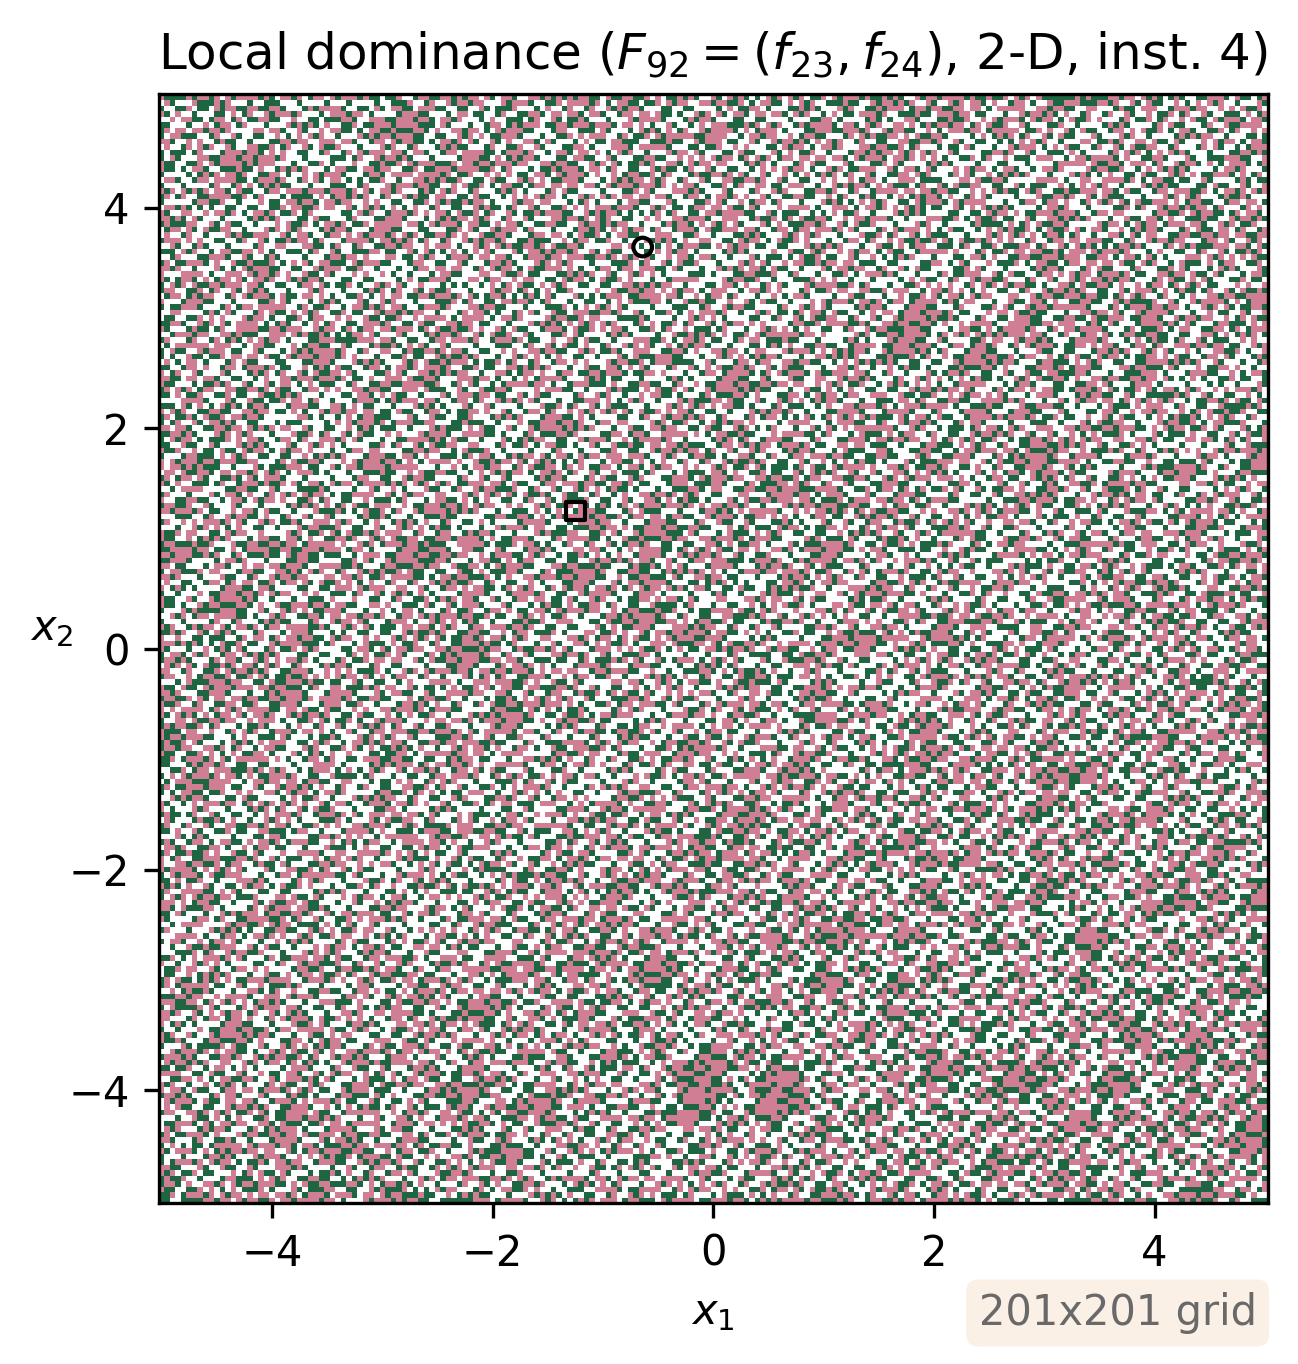 Local dominance (F₉₂ = (f₂₃, f₂₄), 2-D, inst. 4)
4
2
x₂ 0
−2
−4
−4 −2 0 2 4
x₁
201x201 grid